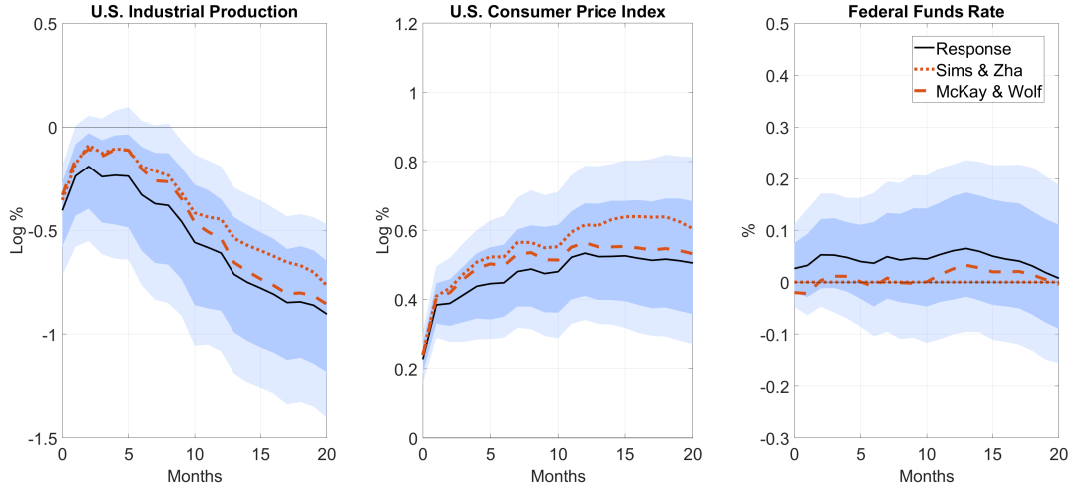 U.S. Industrial Production
0.5
0
-0.5
-1
-1.5
Log %
0 5 10 15 20
Months
U.S. Consumer Price Index
1.2
1
0.8
0.6
0.4
0.2
0
Log %
0 5 10 15 20
Months
Federal Funds Rate
0.5
0.4
0.3
0.2
0.1
0
-0.1
-0.2
-0.3
%
0 5 10 15 20
Months
Response
Sims & Zha
McKay & Wolf